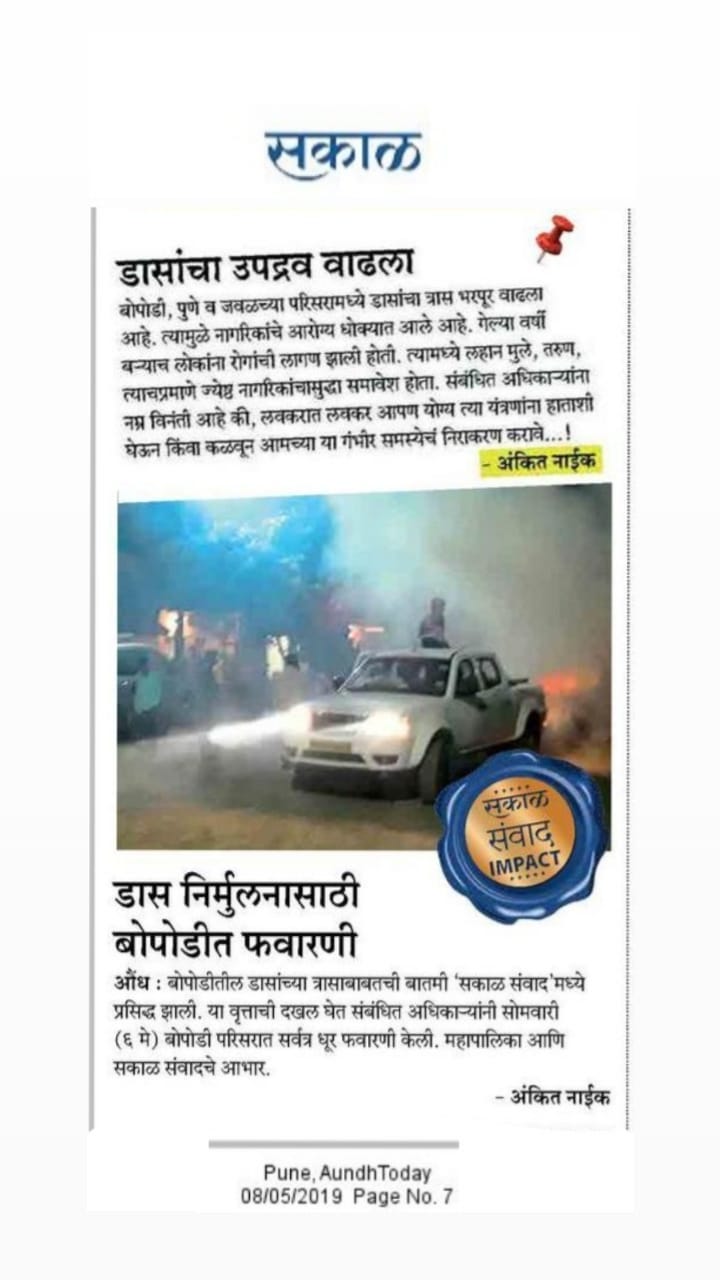 सकाळ
डासांचा उपद्रव वाढला
बोपोडी, पुणे व जवळच्या परिसरामध्ये डासांचा त्रास भरपूर वाढला
आहे. त्यामुळे नागरिकांचे आरोग्य धोक्यात आले आहे. गेल्या वर्षी
बऱ्याच लोकांना रोगांची लागण झाली होती. त्यामध्ये लहान मुले, तरुण,
त्याचप्रमाणे ज्येष्ठ नागरिकांचासुद्धा समावेश होता. संबंधित अधिकाऱ्यांना
नम्र विनंती आहे की, लवकरात लवकर आपण योग्य त्या यंत्रणांना हाताशी
घेऊन किंवा कळवून आमच्या या गंभीर समस्येचं निराकरण करावे...!
- अंकित नाईक
सकाळ
संवाद
IMPACT
डास निर्मुलनासाठी
बोपोडीत फवारणी
औंध : बोपोडीतील डासांच्या त्रासाबाबतची बातमी ‘सकाळ संवाद’मध्ये
प्रसिद्ध झाली. या वृत्ताची दखल घेत संबंधित अधिकाऱ्यांनी सोमवारी
(६ मे) बोपोडी परिसरात सर्वत्र धूर फवारणी केली. महापालिका आणि
सकाळ संवादचे आभार.
- अंकित नाईक
Pune, AundhToday
08/05/2019 Page No. 7